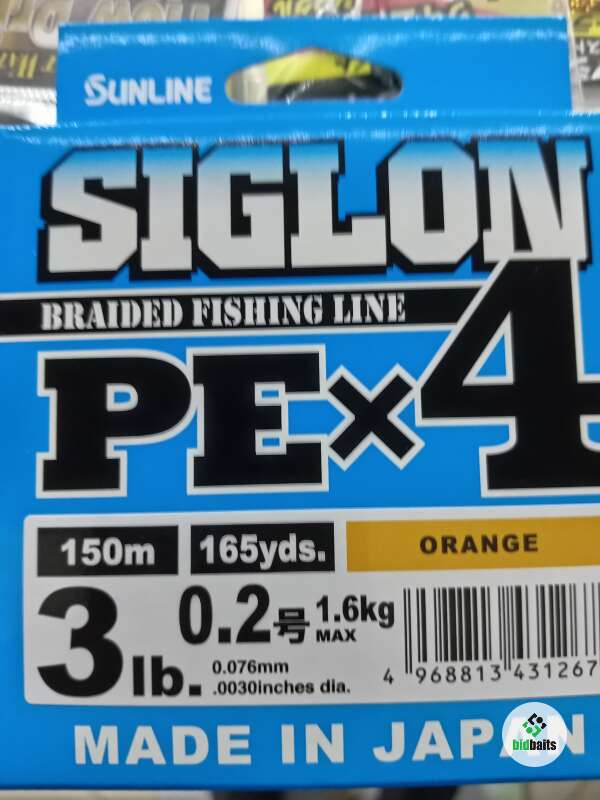 SUNLINE
SIGLON
BRAIDED FISHING LINE
PE×4
150m 165yds. ORANGE
3lb. 0.2号 1.6kg MAX
0.076mm
.0030inches dia.
4 968813 431267
MADE IN JAPAN
bidbaits